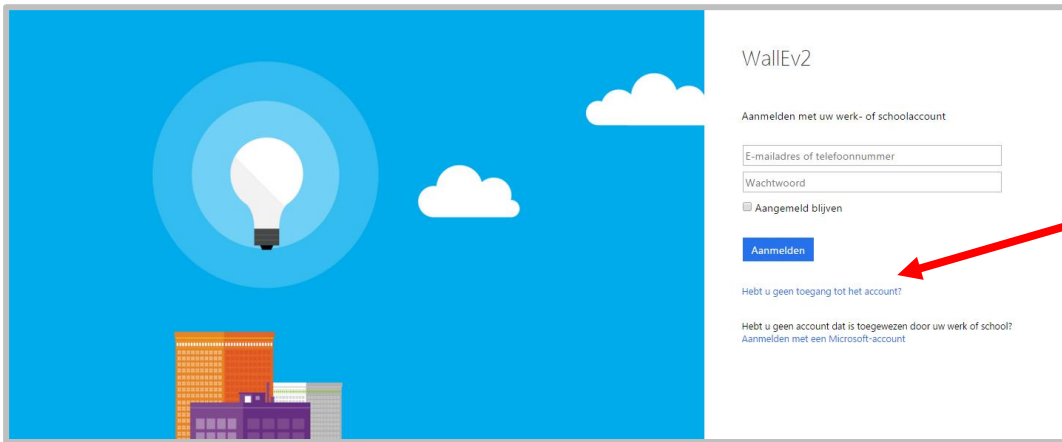 WallEv2
Aanmelden met uw werk- of schoolaccount
E-mailadres of telefoonnummer
Wachtwoord
Aangemeld blijven
Aanmelden
Hebt u geen toegang tot het account?
Hebt u geen account dat is toegewezen door uw werk of school?
Aanmelden met een Microsoft-account